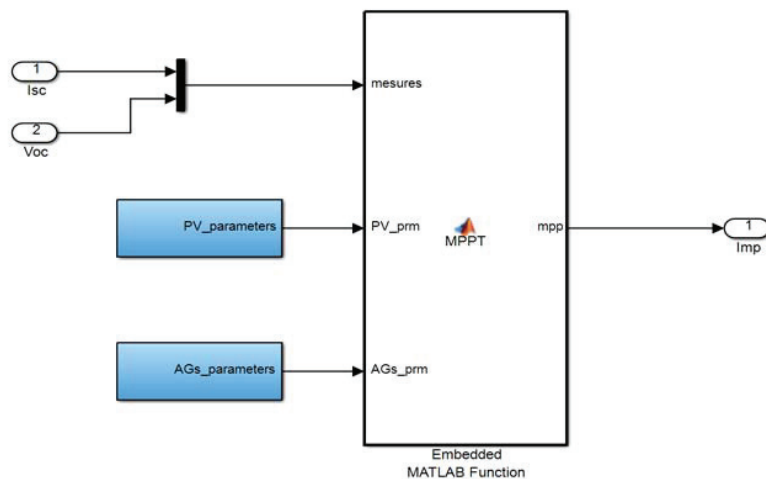 1
Isc
2
Voc
mesures
PV_parameters
PV_prm
MPPT
mpp
1
Imp
AGs_parameters
AGs_prm
Embedded
MATLAB Function